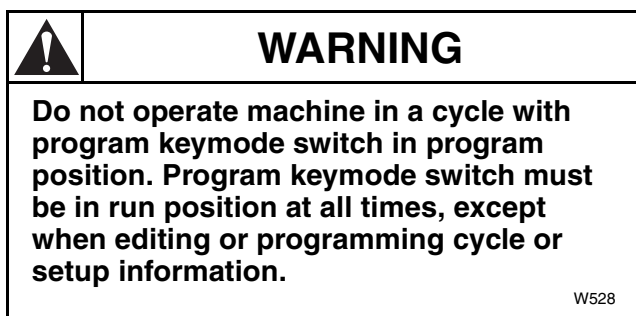 WARNING
Do not operate machine in a cycle with
program keymode switch in program
position. Program keymode switch must
be in run position at all times, except
when editing or programming cycle or
setup information.
W528